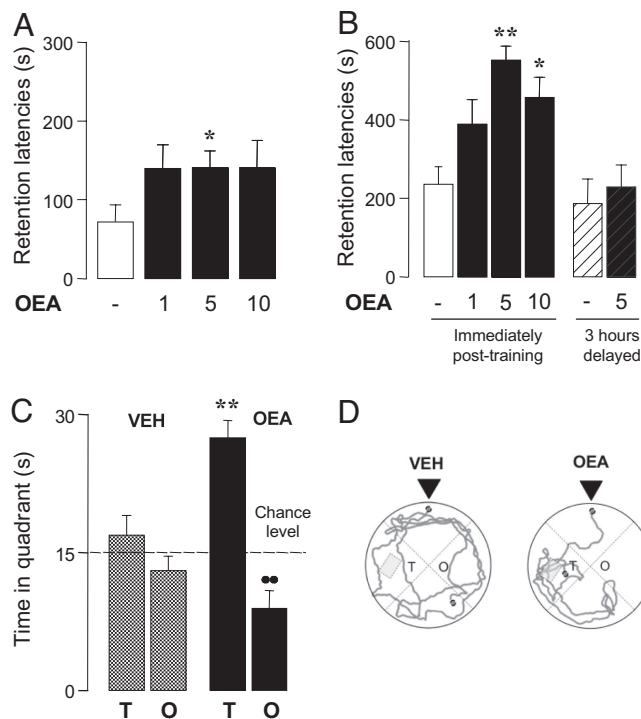 A
Retention latencies (s)
300
200
100
0
*
OEA - 1 5 10
B
Retention latencies (s)
600
400
200
0
**
*
OEA - 1 5 10 - 5
Immediately
post-training
3 hours
delayed
C
Time in quadrant (s)
30
15
0
VEH
**
OEA
Chance
level
••
T O T O
D
VEH
OEA
T O
T O